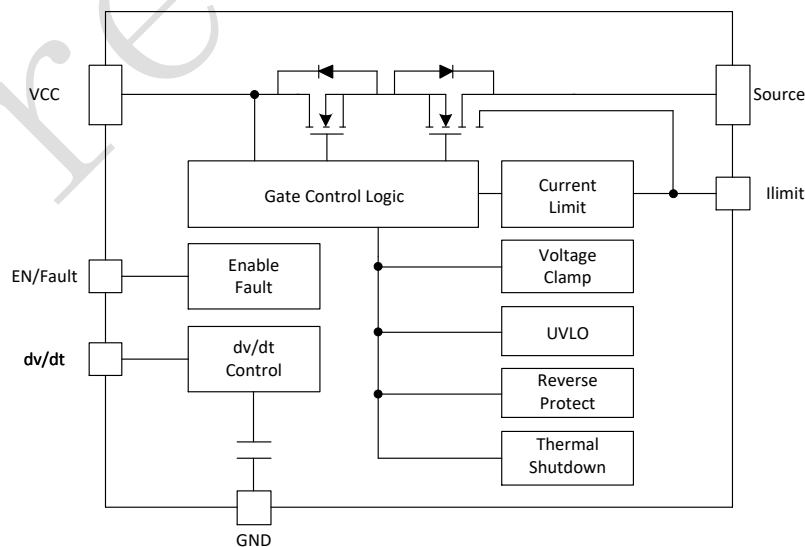 VCC
Source
Gate Control Logic
Current
Limit
Ilimit
EN/Fault
Enable
Fault
Voltage
Clamp
dv/dt
dv/dt
Control
UVLO
Reverse
Protect
Thermal
Shutdown
GND
re